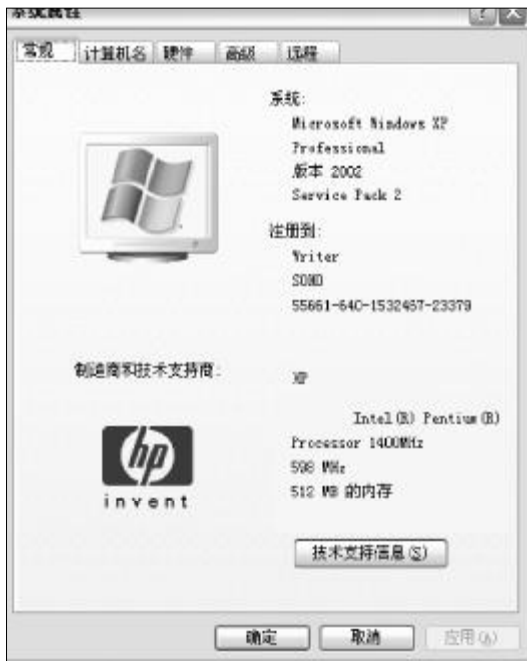 系统属性
常规 计算机名 硬件 高级 远程
系统:
Microsoft Windows XP
Professional
版本 2002
Service Pack 2
注册到:
Writer
55661-640-1532457-23379
制造商和技术支持商:
XP
Intel(R) Pentium(R)
Processor 1400MHz
598 MHz
512 MB 的内存
hp
invent
技术支持信息(S)
确定 取消 应用(A)